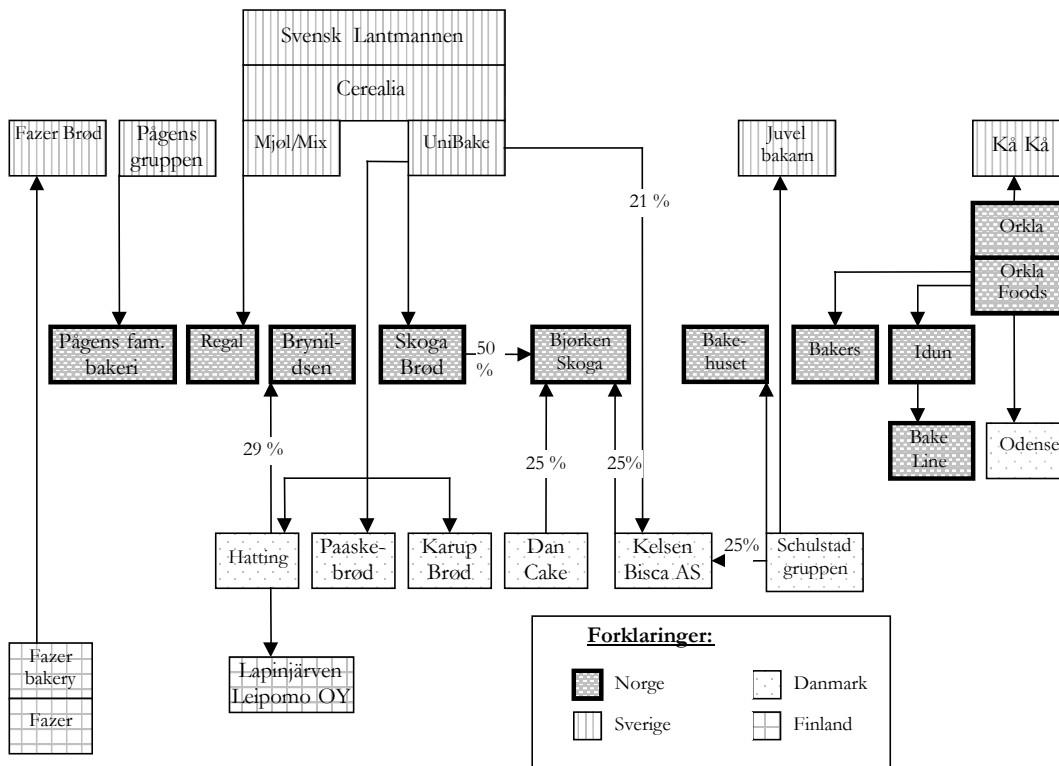 Svensk Lantmannen
Cerealia
Fazer Brød
Pågens
gruppen
Mjøl/Mix
UniBake
Juvel
bakarn
Kå Kå
21 %
Orkla
Orkla
Foods
Pågens fam.
bakeri
Regal
Brynil-
dsen
Skoga
Brød
50
%
Bjørken
Skoga
Bake-
huset
Bakers
Idun
29 %
25 %
25%
Bake
Line
Odense
Hatting
Paaske-
brød
Karup
Brød
Dan
Cake
Kelsen
Bisca AS
25%
Schulstad
gruppen
Fazer
bakery
Fazer
Lapinjärven
Leipomo OY
Forklaringer:
Norge
Danmark
Sverige
Finland